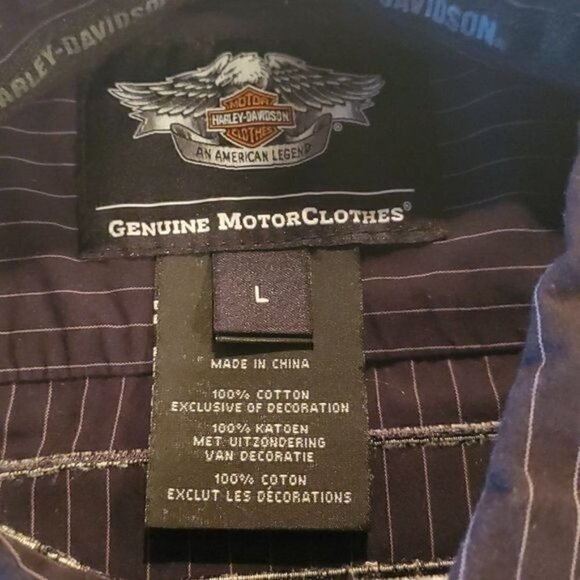 HARLEY-DAVIDSON
DAVIDSON.
MOTOR
HARLEY-DAVIDSON
CLOTHES
®
AN AMERICAN LEGEND
GENUINE MOTORCLOTHES®
L
MADE IN CHINA
100% COTTON
EXCLUSIVE OF DECORATION
100% KATOEN
MET UITZONDERING
VAN DECORATIE
100% COTON
EXCLUT LES DÉCORATIONS